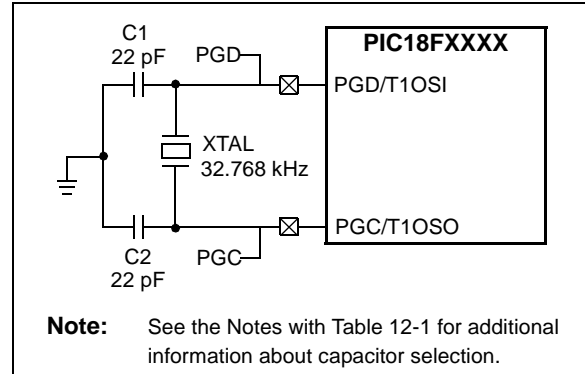 C1
22 pF
PGD
PIC18FXXXX
PGD/T1OSI
XTAL
32.768 kHz
PGC/T1OSO
C2
22 pF
PGC
Note: See the Notes with Table 12-1 for additional
information about capacitor selection.